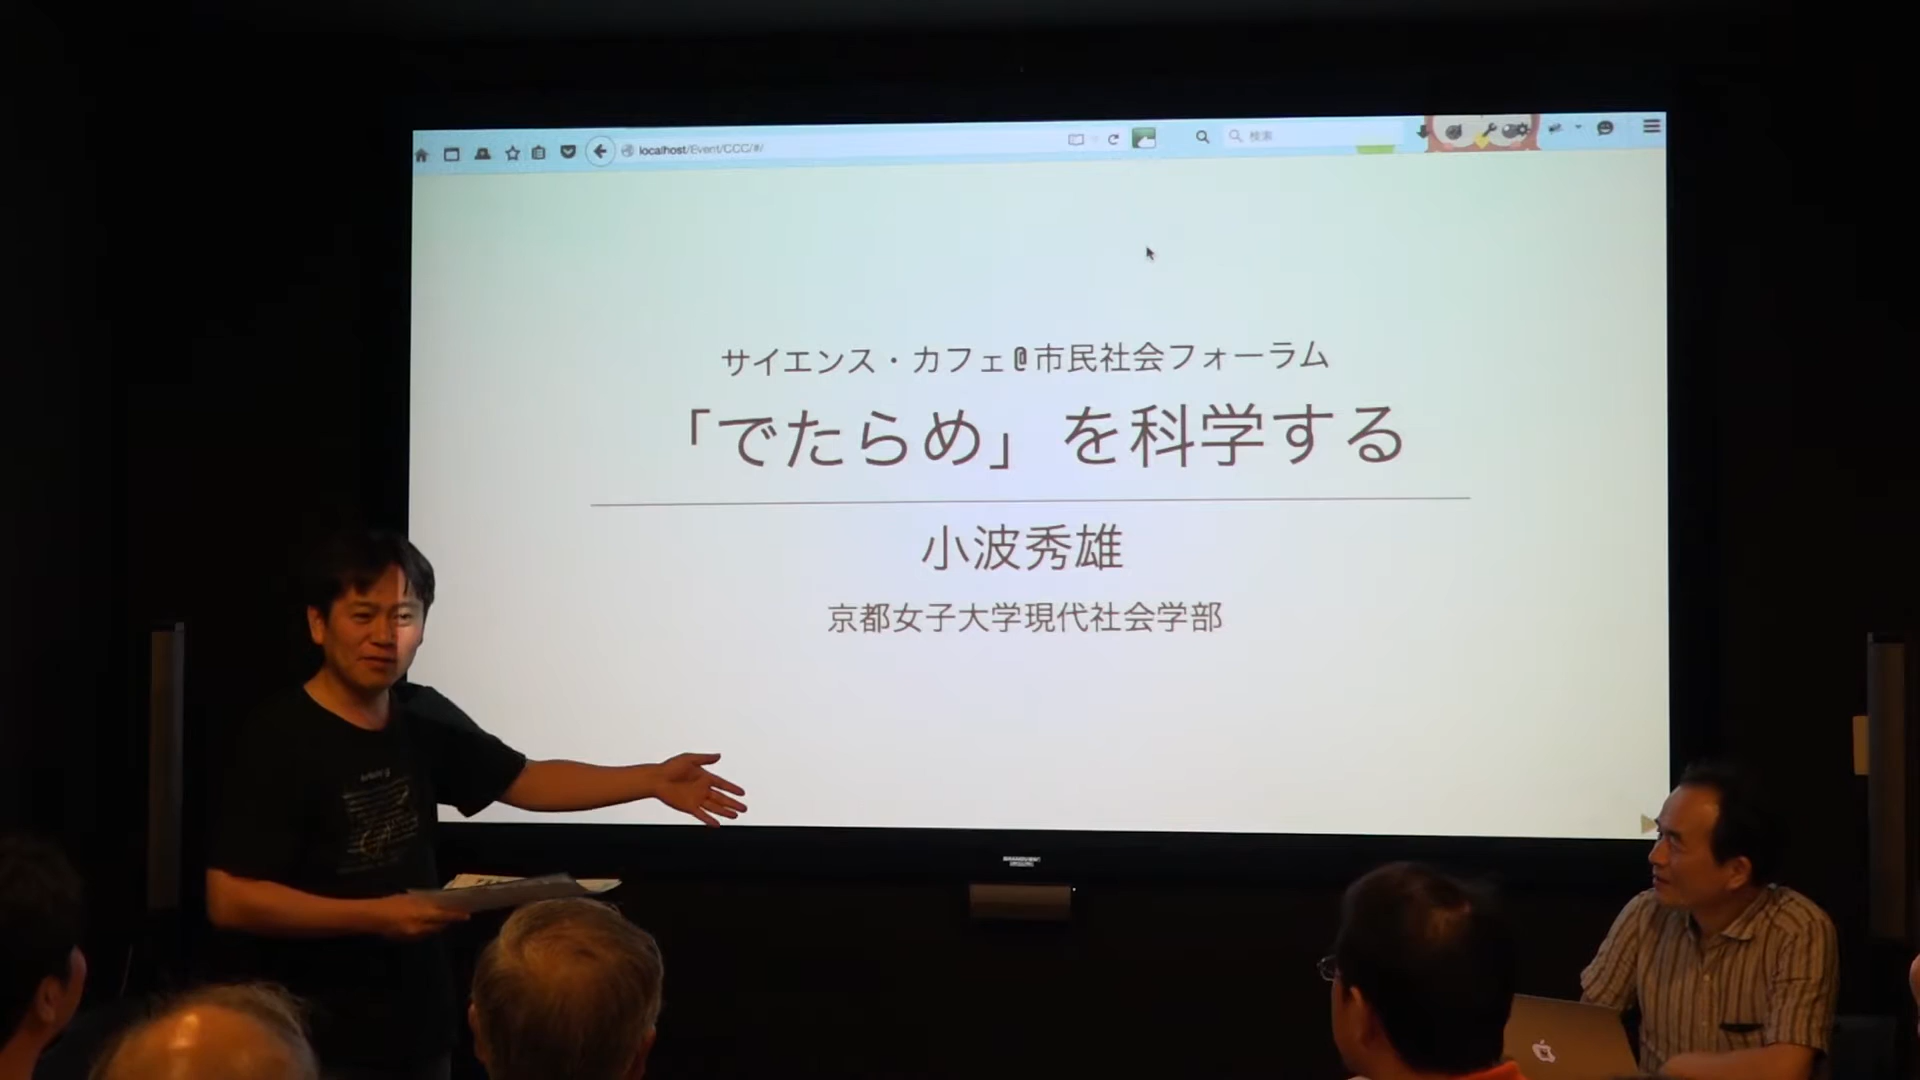 localhost/Event/CCC/#/
検索
サイエンス・カフェ@市民社会フォーラム
「でたらめ」を科学する
小波秀雄
京都女子大学現代社会学部